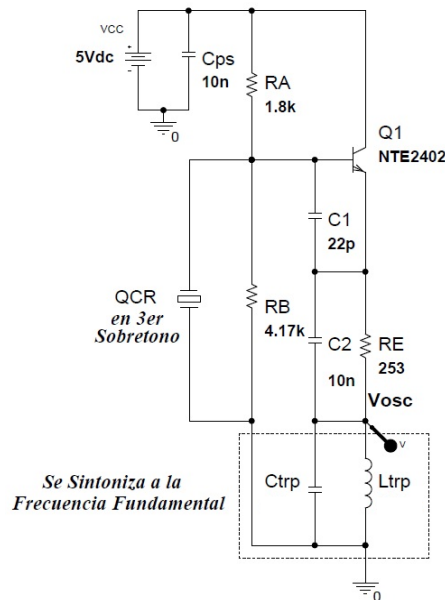 VCC
5Vdc
+
-
Cps
10n
0
RA
1.8k
Q1
NTE2402
C1
22p
QCR
en 3er
Sobretono
RB
4.17k
C2
10n
RE
253
Vosc
V
Se Sintoniza a la
Frecuencia Fundamental
Ctrp
Ltrp
0